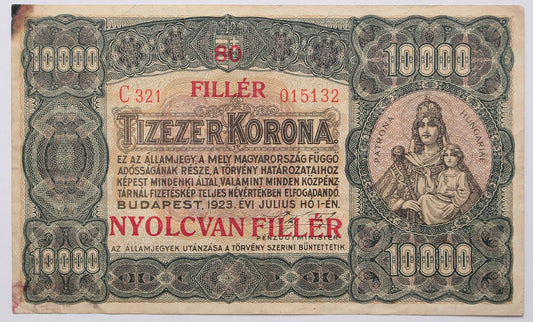 10000
80
10000
FILLÉR
C 321
015132
TIZEZER KORONA
EZ AZ ÁLLAMJEGY, A MELY MAGYARORSZÁG FÜGGŐ
ADÓSSÁGÁNAK RÉSZE, A TÖRVÉNY HATÁROZATAIHOZ
KÉPEST MINDENKI ÁLTAL, VALAMINT MINDEN KÖZPÉNZ-
TÁRNÁL FIZETÉSKÉP TELJES NÉVÉRTÉKBEN ELFOGADANDÓ.
BUDAPEST, 1923. ÉVI JULIUS HÓ 1-ÉN.
NYOLCVAN FILLÉR
PÉNZÜGYMINISTER.
AZ ÁLLAMJEGYEK UTÁNZÁSA A TÖRVÉNY SZERINT BÜNTETTETIK.
PATRONA HUNGARIAE
10000
10000